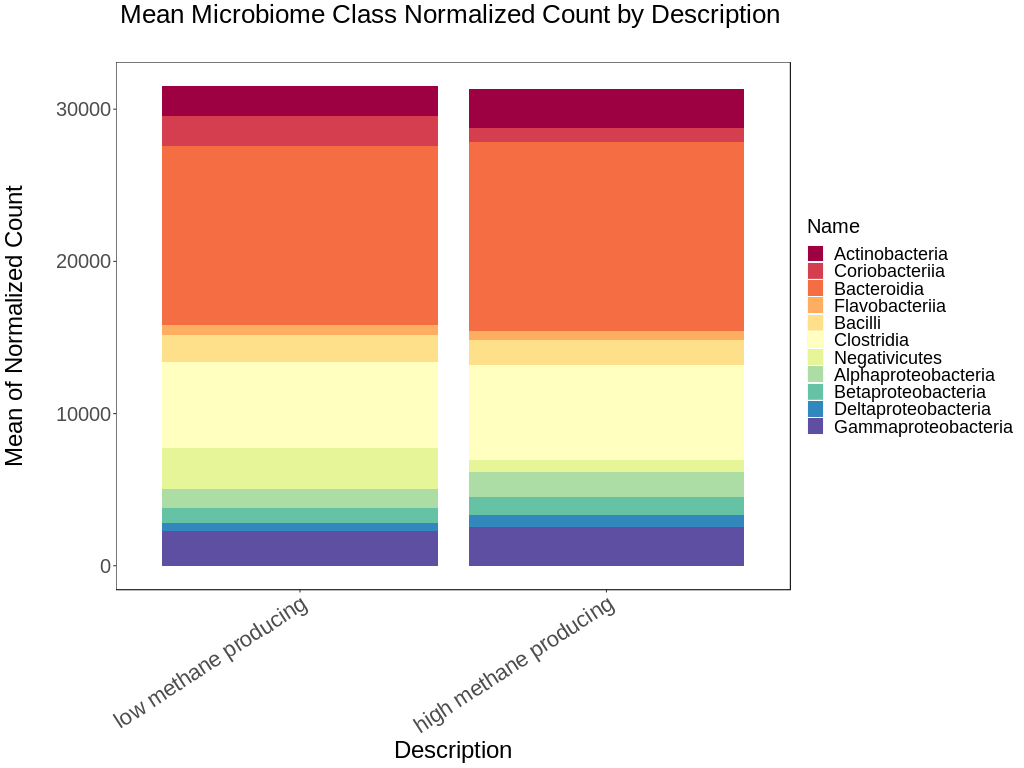 Mean Microbiome Class Normalized Count by Description
Mean of Normalized Count
30000
20000
10000
0
low methane producing
high methane producing
Description
Name
Actinobacteria
Coriobacteriia
Bacteroidia
Flavobacteriia
Bacilli
Clostridia
Negativicutes
Alphaproteobacteria
Betaproteobacteria
Deltaproteobacteria
Gammaproteobacteria